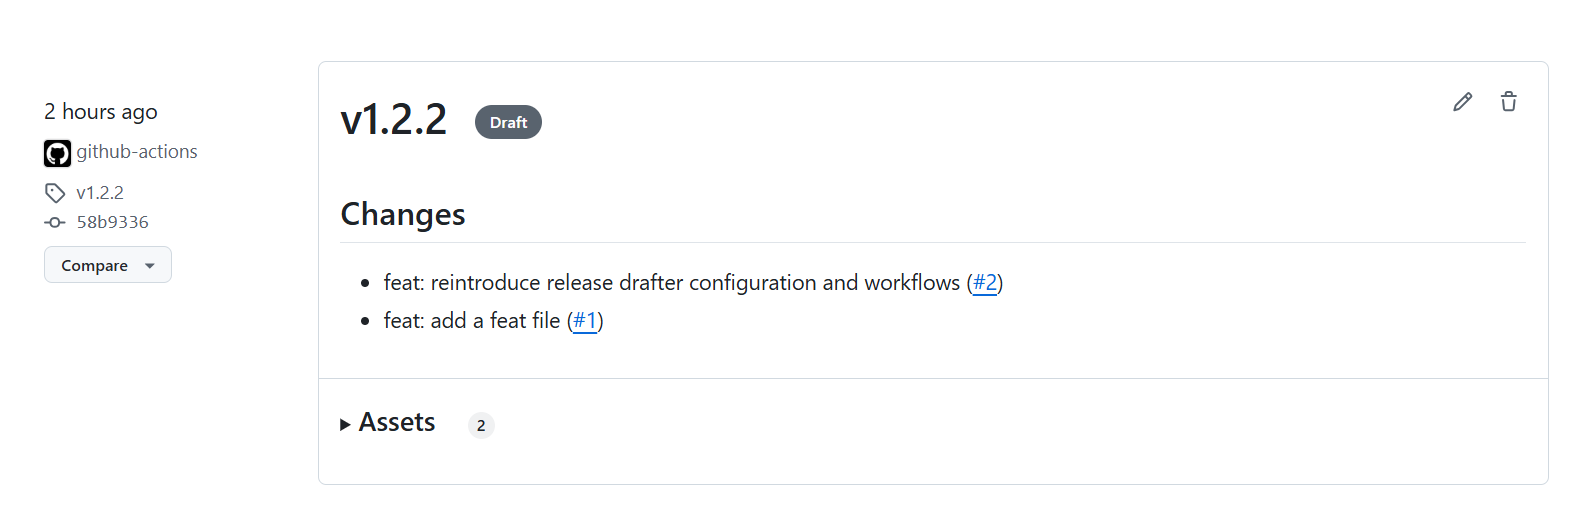 2 hours ago
github-actions
v1.2.2
58b9336
Compare
v1.2.2 Draft
Changes
feat: reintroduce release drafter configuration and workflows (#2)
feat: add a feat file (#1)
Assets 2